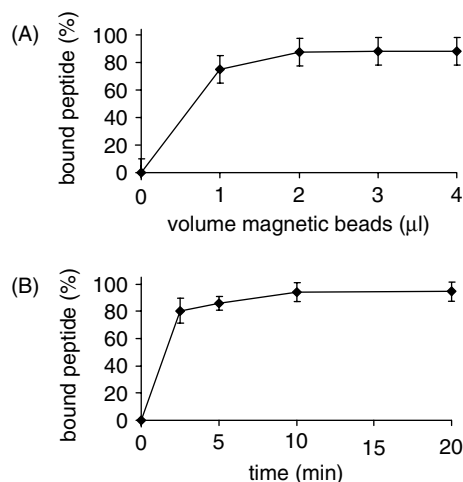 (A)
bound peptide (%)
100
80
60
40
20
0
0 1 2 3 4
volume magnetic beads (μl)
(B)
bound peptide (%)
100
80
60
40
20
0
0 5 10 15 20
time (min)